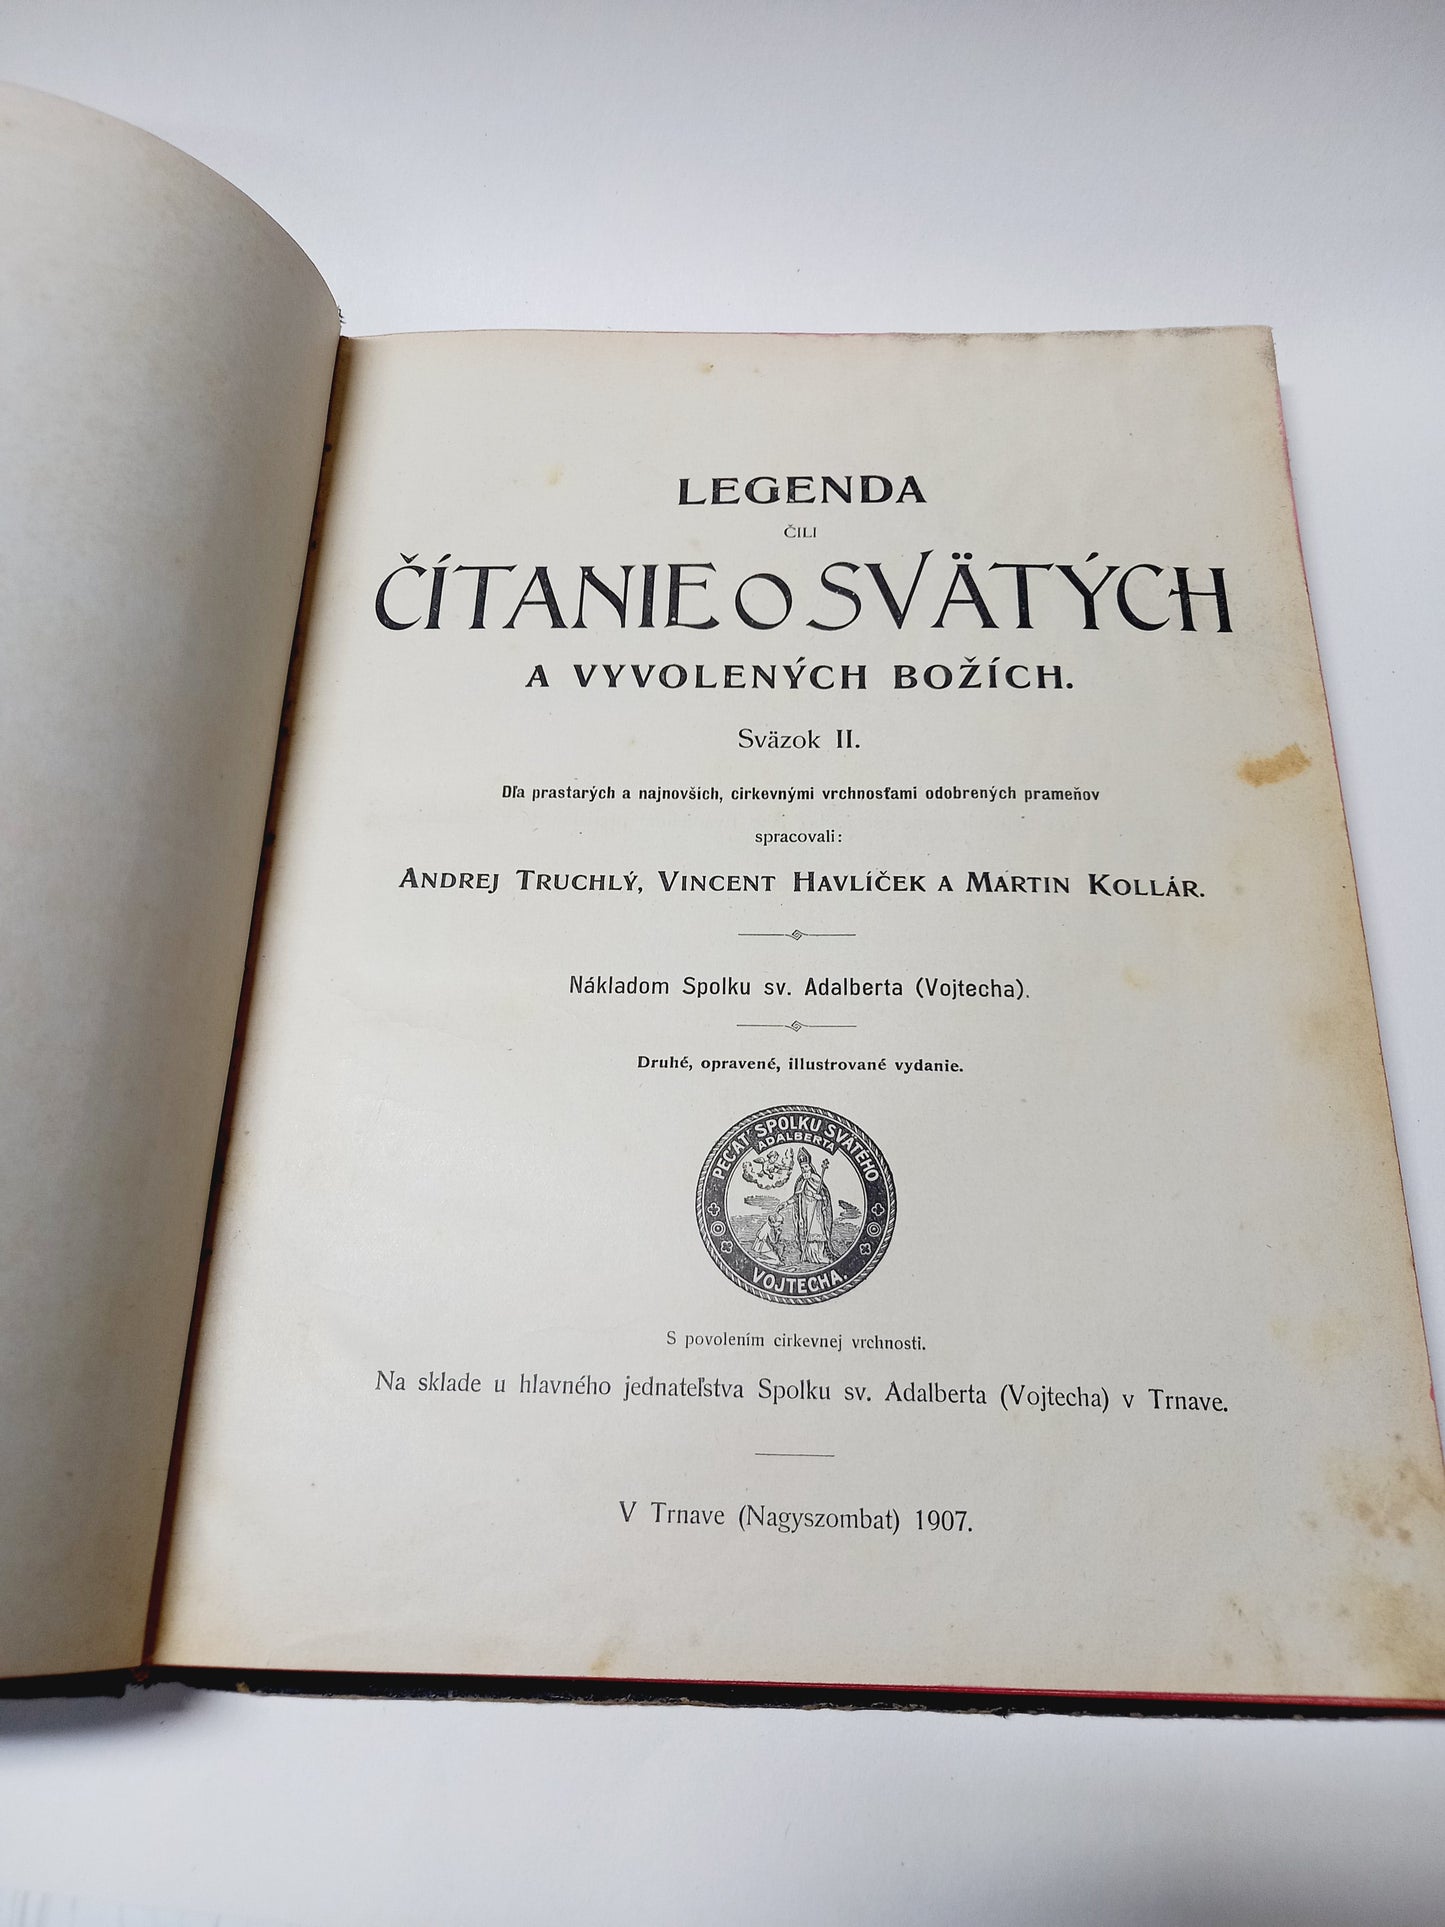 LEGENDA
ČILI
ČÍTANIE O SVÄTÝCH
A VYVOLENÝCH BOŽÍCH.
Sväzok II.
Dľa prastarých a najnovších, cirkevnými vrchnosťami odobrených prameňov
spracovali:
ANDREJ TRUCHLÝ, VINCENT HAVLÍČEK A MARTIN KOLLÁR.
Nákladom Spolku sv. Adalberta (Vojtecha).
Druhé, opravené, illustrované vydanie.
PEČAŤ SPOLKU SVÄTÉHO
ADALBERTA
VOJTECHA.
S povolením cirkevnej vrchnosti.
Na sklade u hlavného jednateľstva Spolku sv. Adalberta (Vojtecha) v Trnave.
V Trnave (Nagyszombat) 1907.